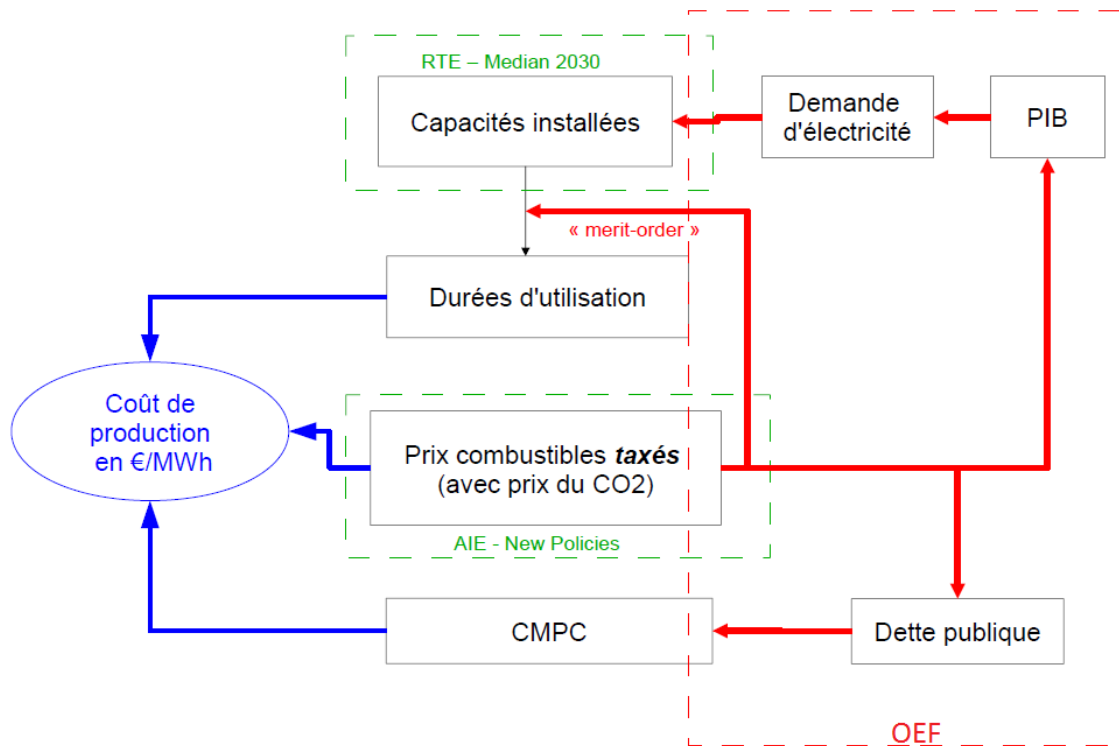 RTE – Median 2030
Capacités installées
Demande
d'électricité
PIB
« merit-order »
Durées d'utilisation
Coût de
production
en €/MWh
Prix combustibles taxés
(avec prix du CO2)
AIE - New Policies
CMPC
Dette publique
OEF